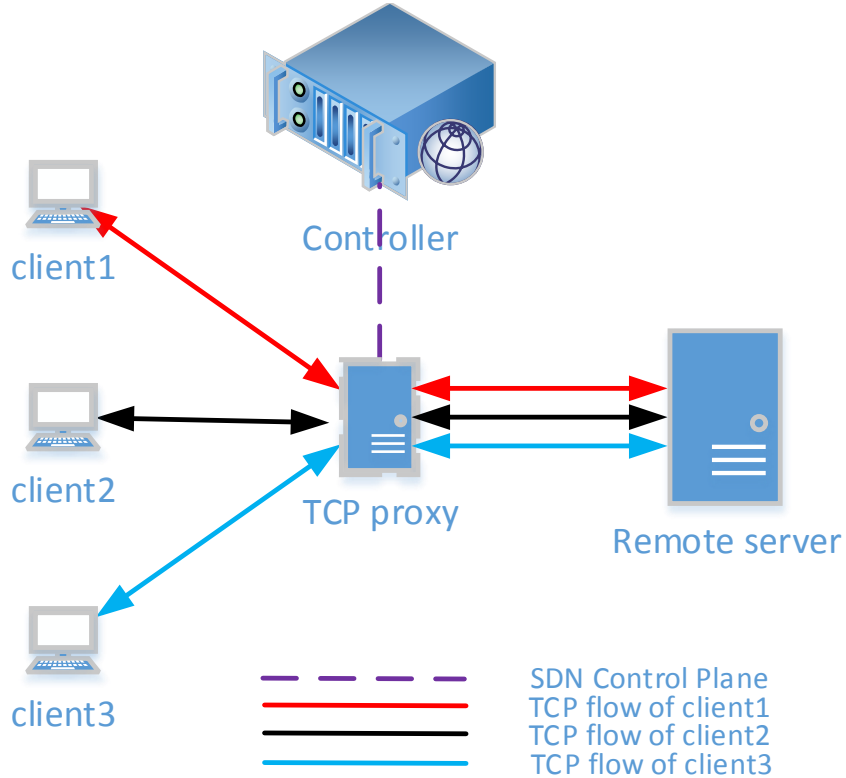 Controller
client1
client2
TCP proxy
Remote server
client3
SDN Control Plane
TCP flow of client1
TCP flow of client2
TCP flow of client3